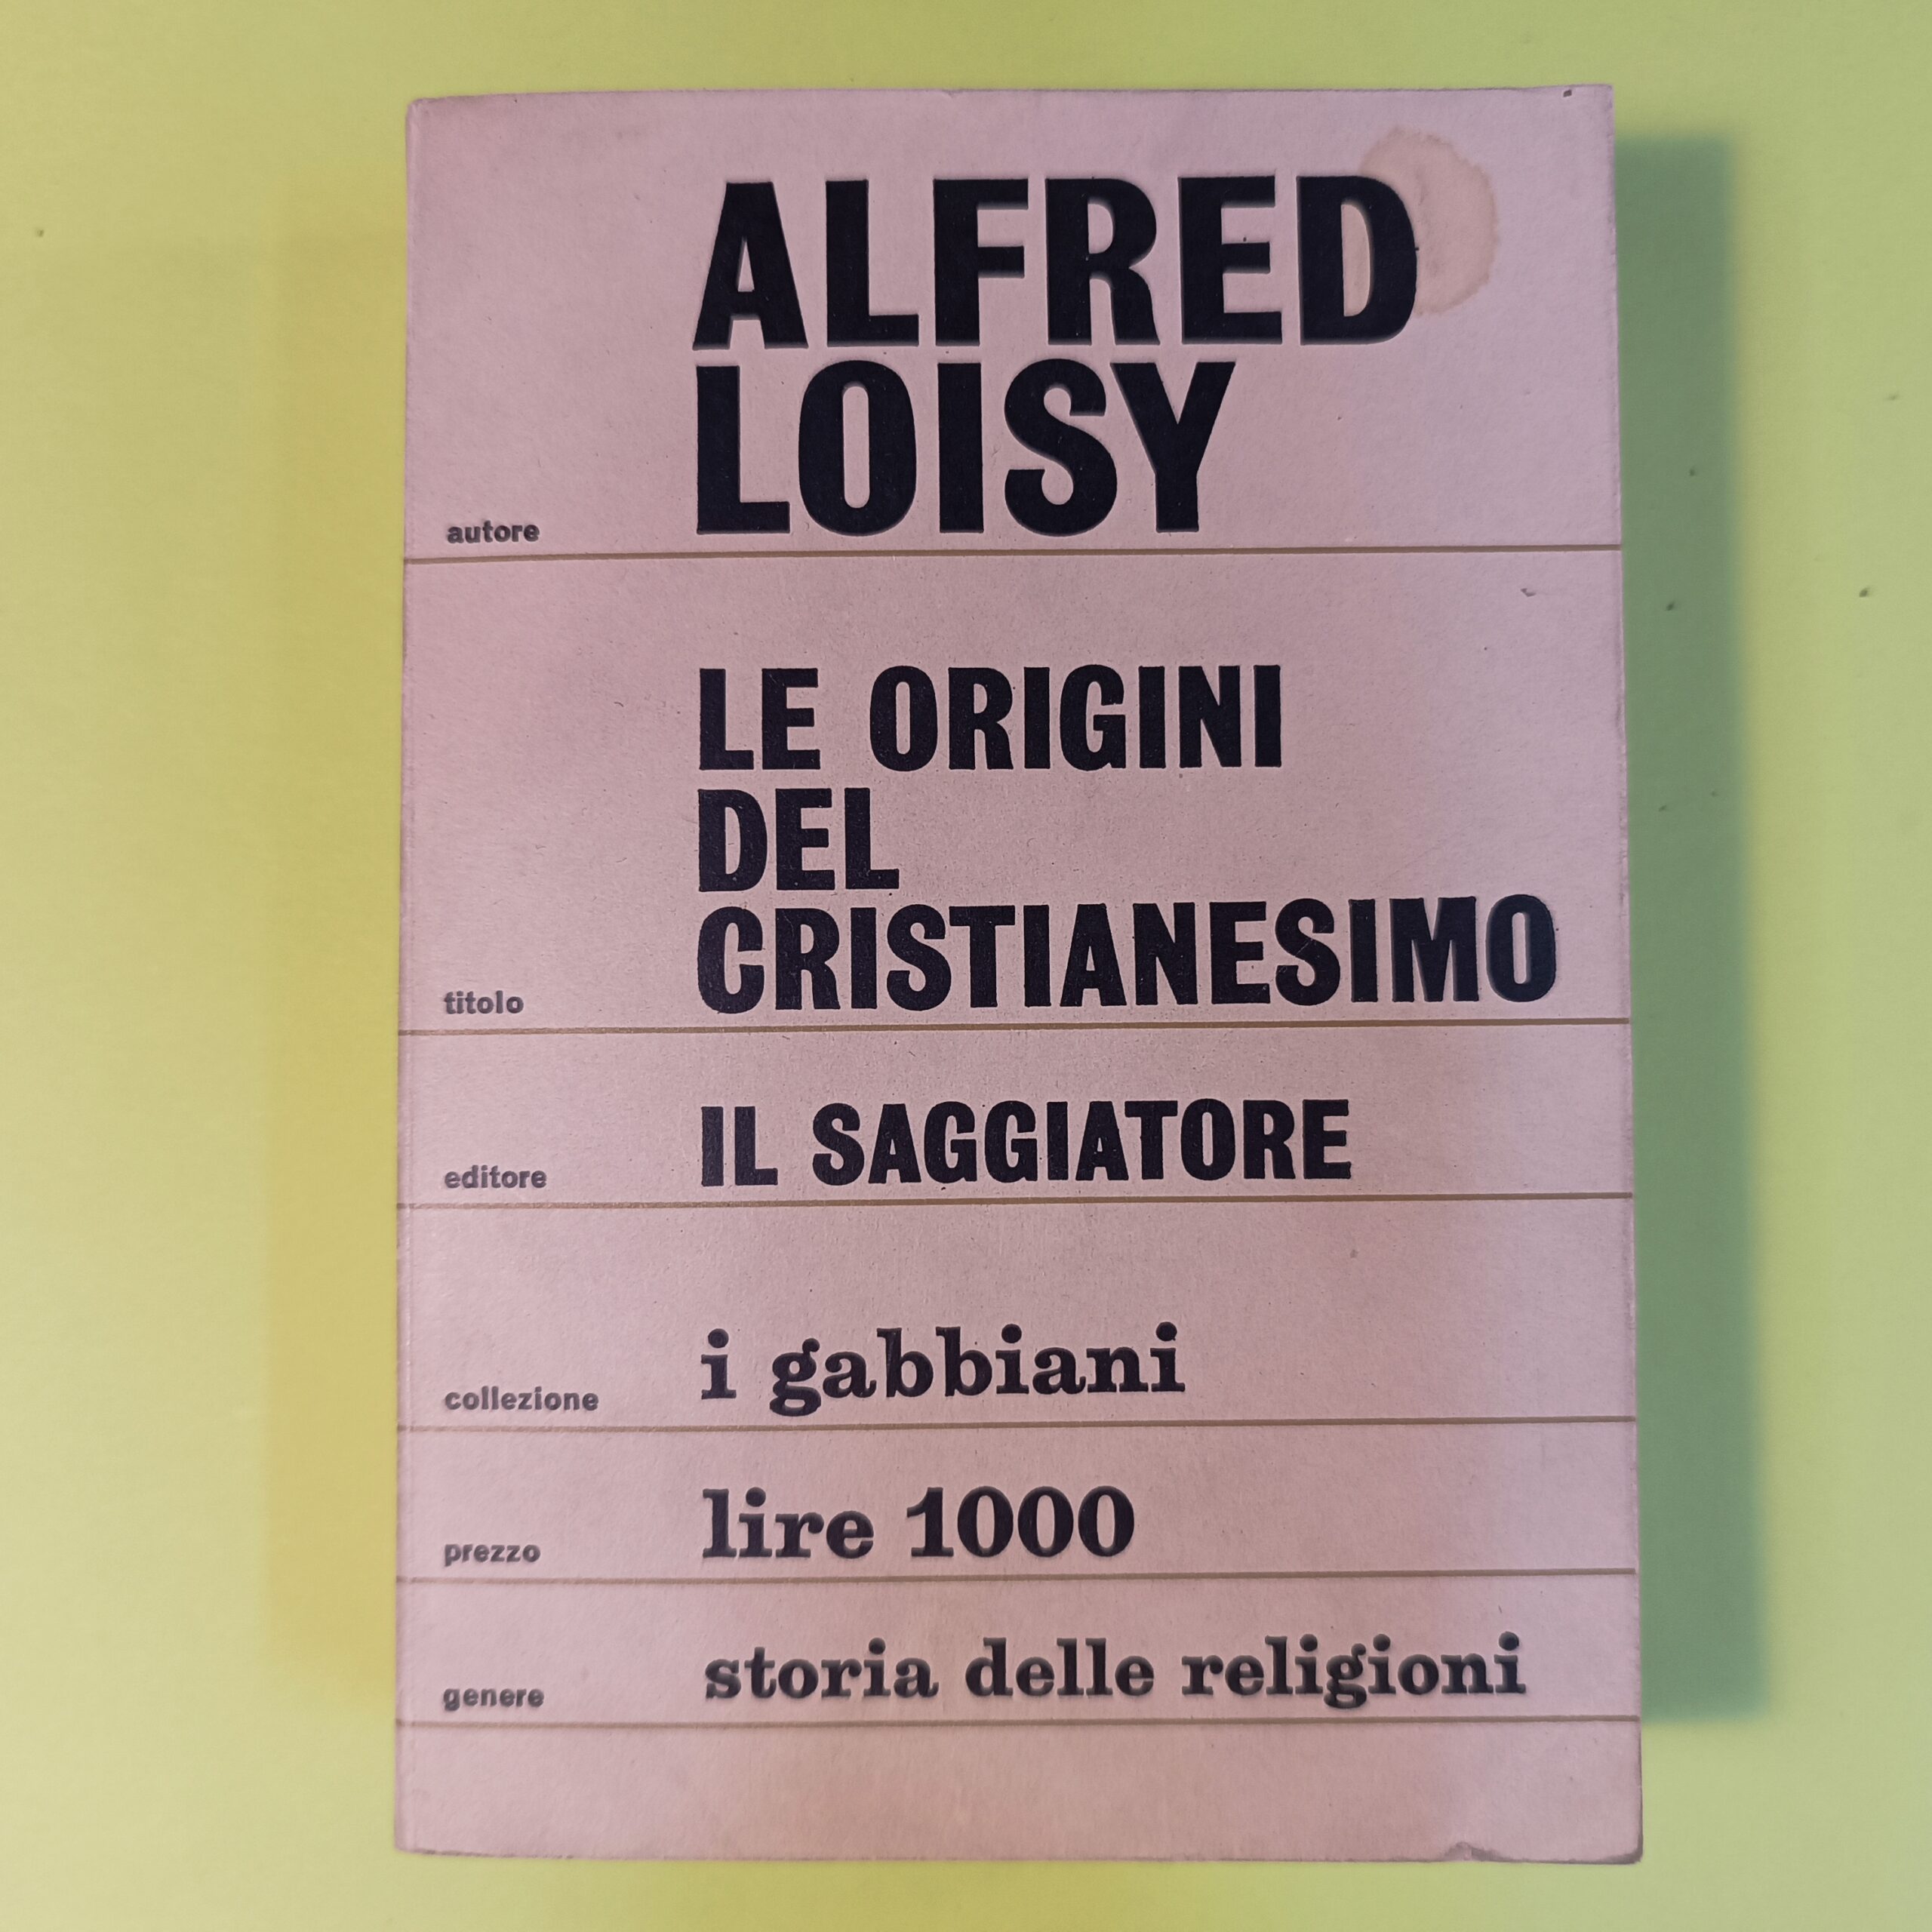 ALFRED
LOISY
autore
LE ORIGINI
DEL
CRISTIANESIMO
titolo
IL SAGGIATORE
editore
i gabbiani
collezione
lire 1000
prezzo
storia delle religioni
genere